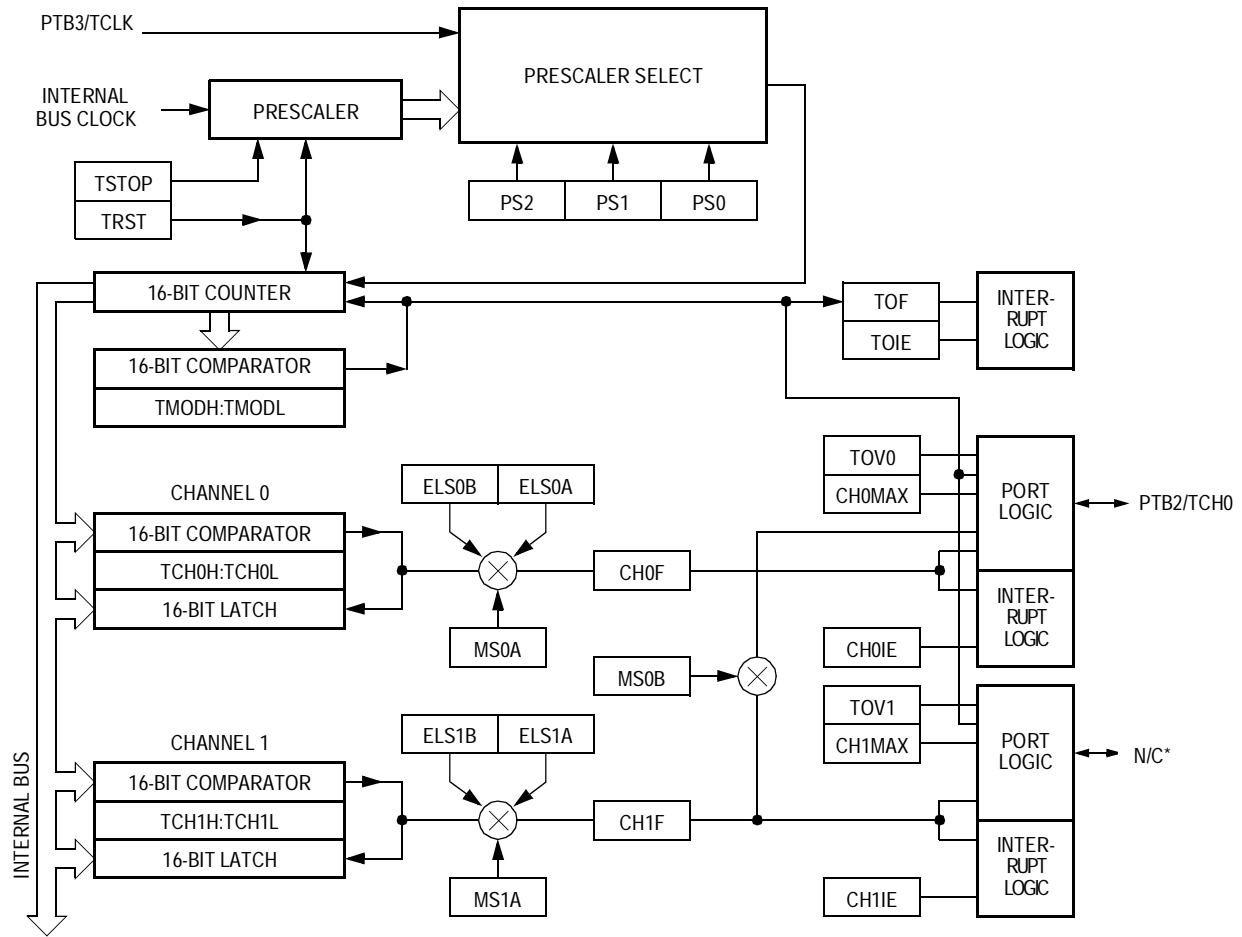 PTB3/TCLK
PRESCALER SELECT
INTERNAL
BUS CLOCK
PRESCALER
TSTOP
TRST
PS2
PS1
PS0
16-BIT COUNTER
16-BIT COMPARATOR
TMODH:TMODL
TOF
TOIE
INTER-
RUPT
LOGIC
CHANNEL 0
16-BIT COMPARATOR
TCH0H:TCH0L
16-BIT LATCH
ELS0B
ELS0A
MS0A
CH0F
TOV0
CH0MAX
PORT
LOGIC
PTB2/TCH0
INTER-
RUPT
LOGIC
CH0IE
MS0B
CHANNEL 1
16-BIT COMPARATOR
TCH1H:TCH1L
16-BIT LATCH
ELS1B
ELS1A
MS1A
CH1F
TOV1
CH1MAX
PORT
LOGIC
N/C*
INTER-
RUPT
LOGIC
CH1IE
INTERNAL BUS